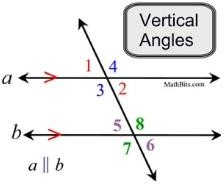 Vertical
Angles
1 4
a
3 2
MathBits.com
5 8
b
7 6
a || b